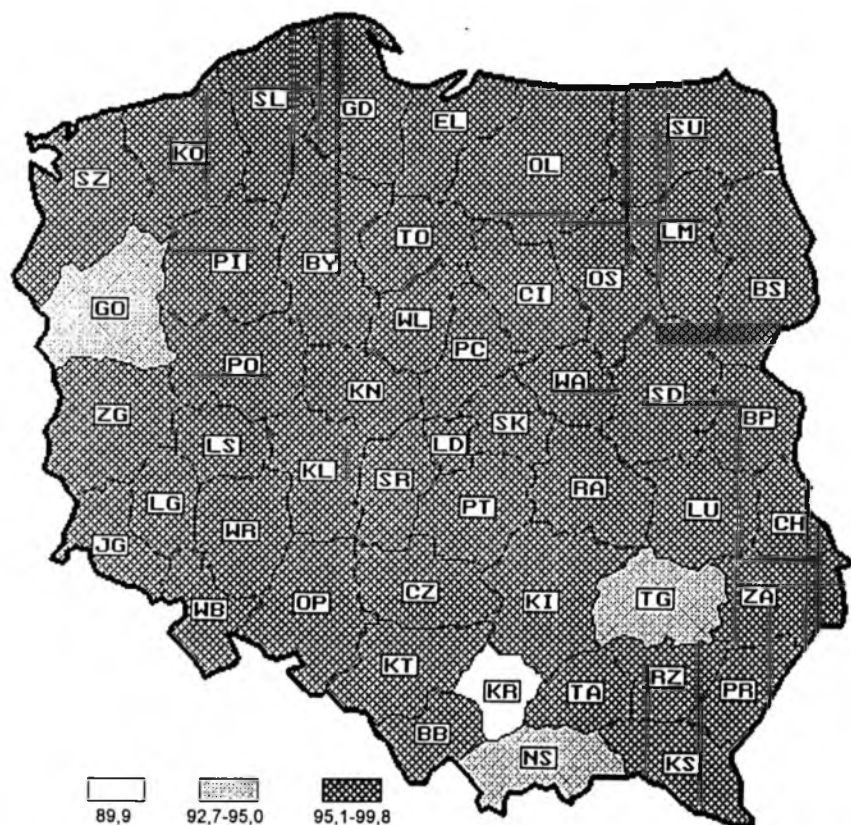 SL
GD
EL
SU
KO
OL
SZ
TO
LM
PI
BY
OS
BS
CI
GO
WL
PC
PO
WA
KN
SD
ZG
SK
BP
LS
LD
KL
SR
RA
LG
PT
LU
WR
CH
JG
CZ
KI
TG
ZA
WB
OP
KT
RZ
KR
TA
PR
BB
NS
KS
89,9 92,7-95,0 95,1-99,8